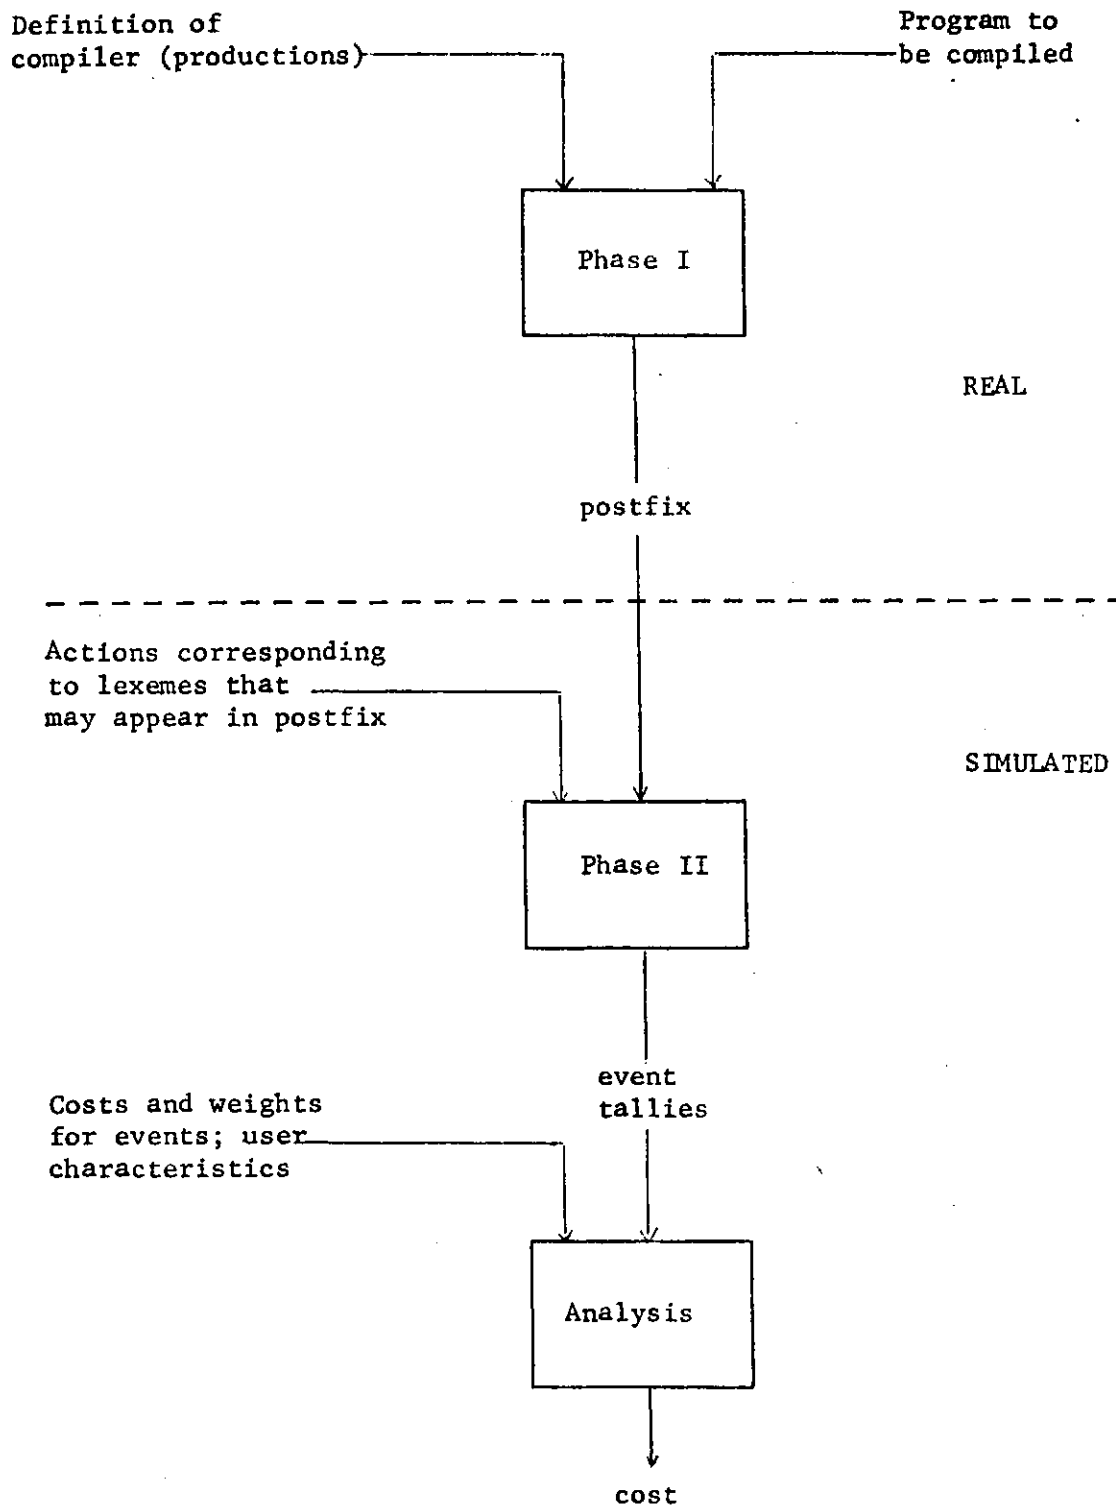 Definition of
compiler (productions)
Program to
be compiled
Phase I
REAL
postfix
Actions corresponding
to lexemes that
may appear in postfix
SIMULATED
Phase II
event
tallies
Costs and weights
for events; user
characteristics
Analysis
cost